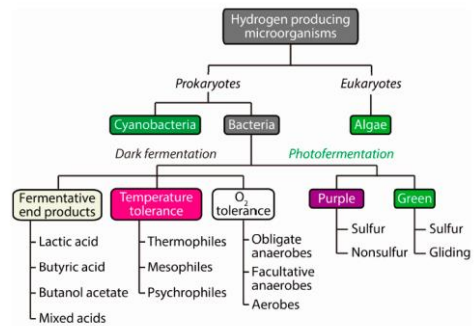 Hydrogen producing
microorganisms
Prokaryotes
Eukaryotes
Cyanobacteria
Bacteria
Algae
Dark fermentation
Photofermentation
Fermentative
end products
Temperature
tolerance
O2
tolerance
Purple
Green
Lactic acid
Butyric acid
Butanol acetate
Mixed acids
Thermophiles
Mesophiles
Psychrophiles
Obligate
anaerobes
Facultative
anaerobes
Aerobes
Sulfur
Nonsulfur
Sulfur
Gliding